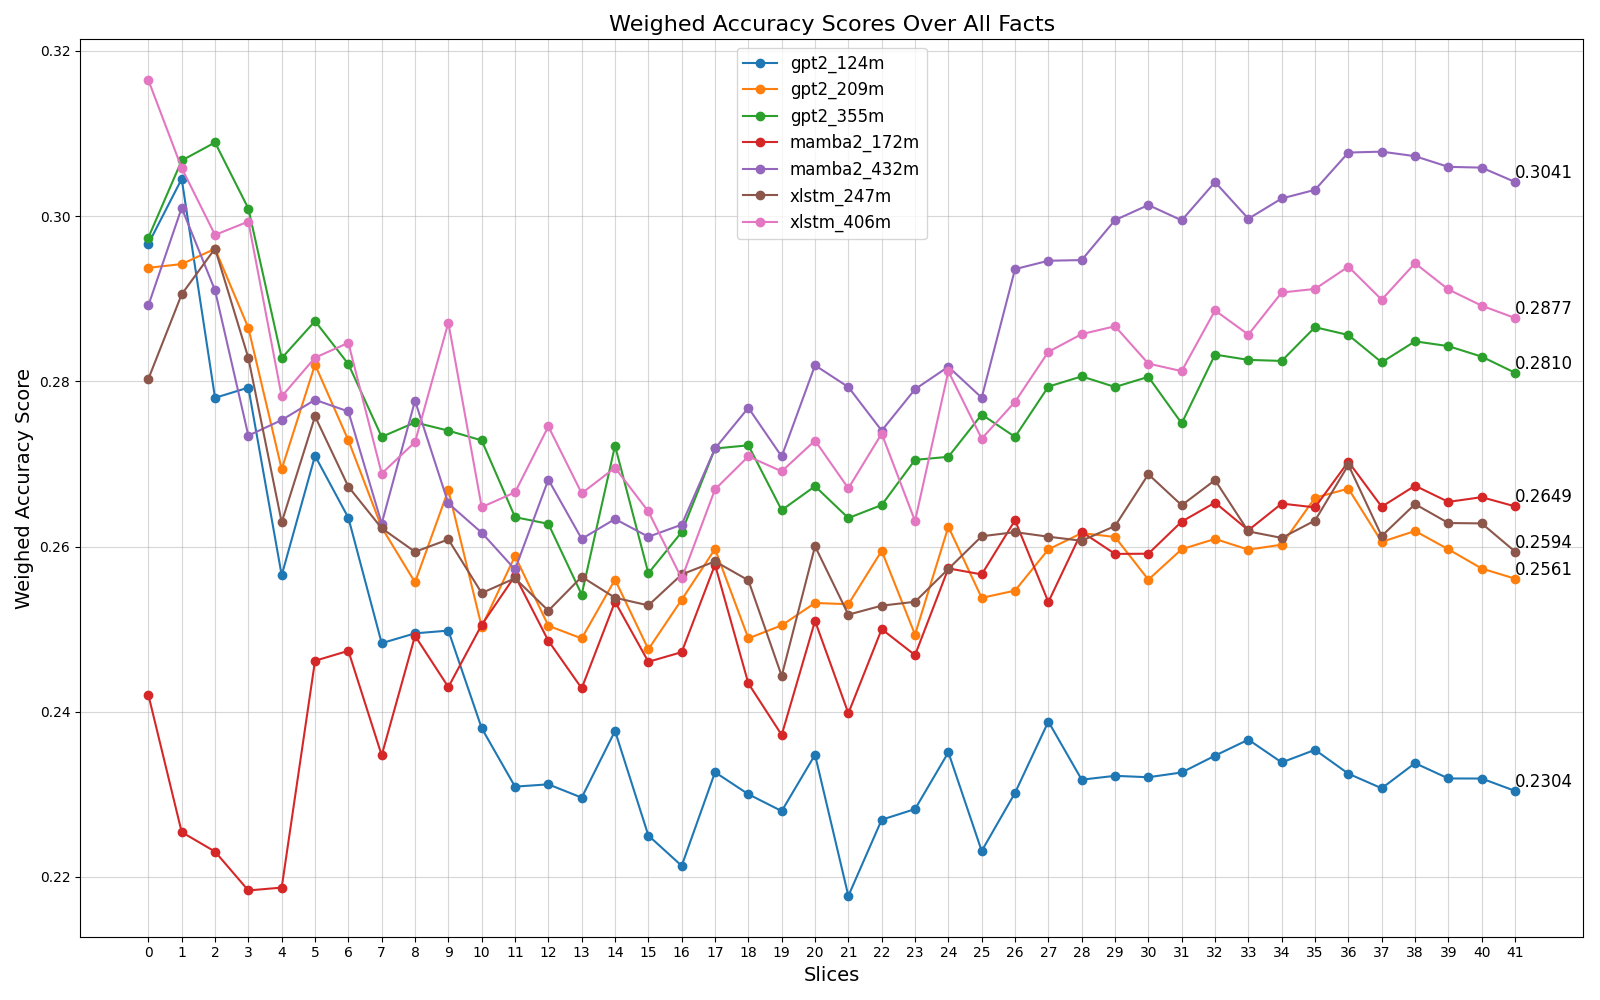 Weighed Accuracy Scores Over All Facts
gpt2_124m
gpt2_209m
gpt2_355m
mamba2_172m
mamba2_432m
xlstm_247m
xlstm_406m
Weighed Accuracy Score
0.32
0.30
0.28
0.26
0.24
0.22
0.3041
0.2877
0.2810
0.2649
0.2594
0.2561
0.2304
0 1 2 3 4 5 6 7 8 9 10 11 12 13 14 15 16 17 18 19 20 21 22 23 24 25 26 27 28 29 30 31 32 33 34 35 36 37 38 39 40 41
Slices